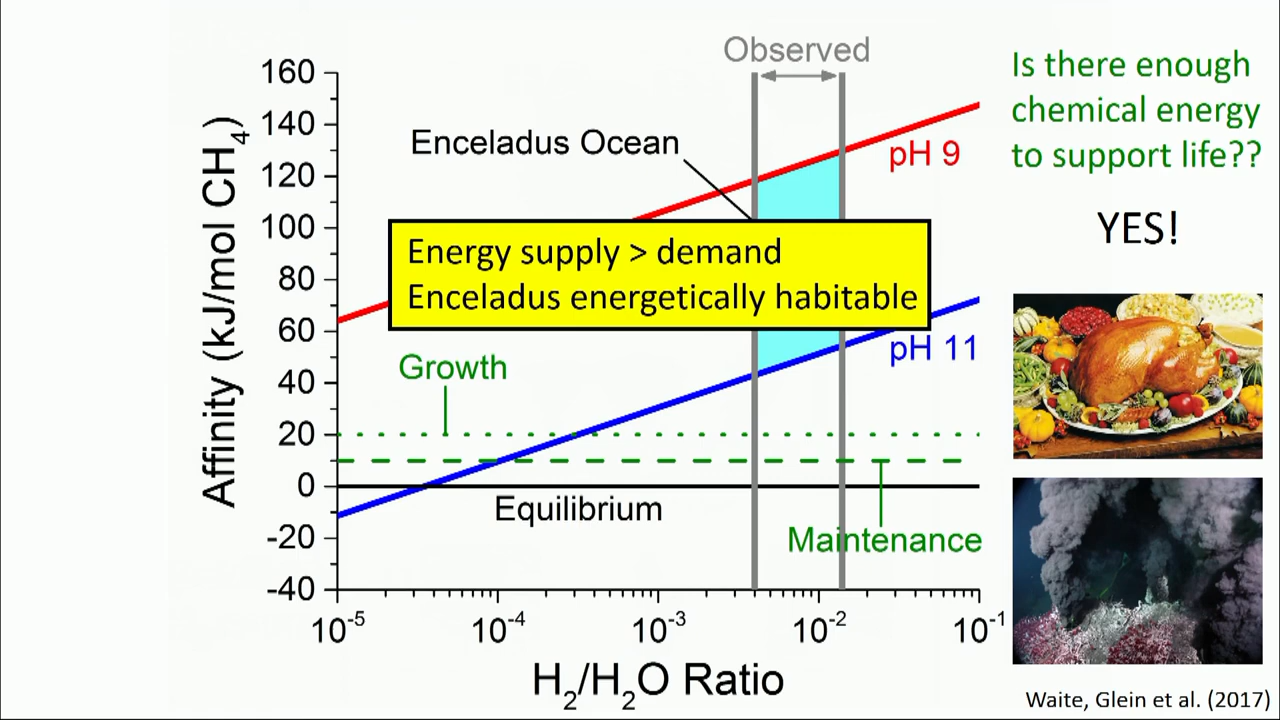 Observed
160
140
120
100
80
60
40
20
0
-20
-40
Affinity (kJ/mol CH₄)
Enceladus Ocean
pH 9
Energy supply > demand
Enceladus energetically habitable
pH 11
Growth
Equilibrium
Maintenance
10⁻⁵
10⁻⁴
10⁻³
10⁻²
10⁻¹
H₂/H₂O Ratio
Is there enough
chemical energy
to support life??
YES!
Waite, Glein et al. (2017)